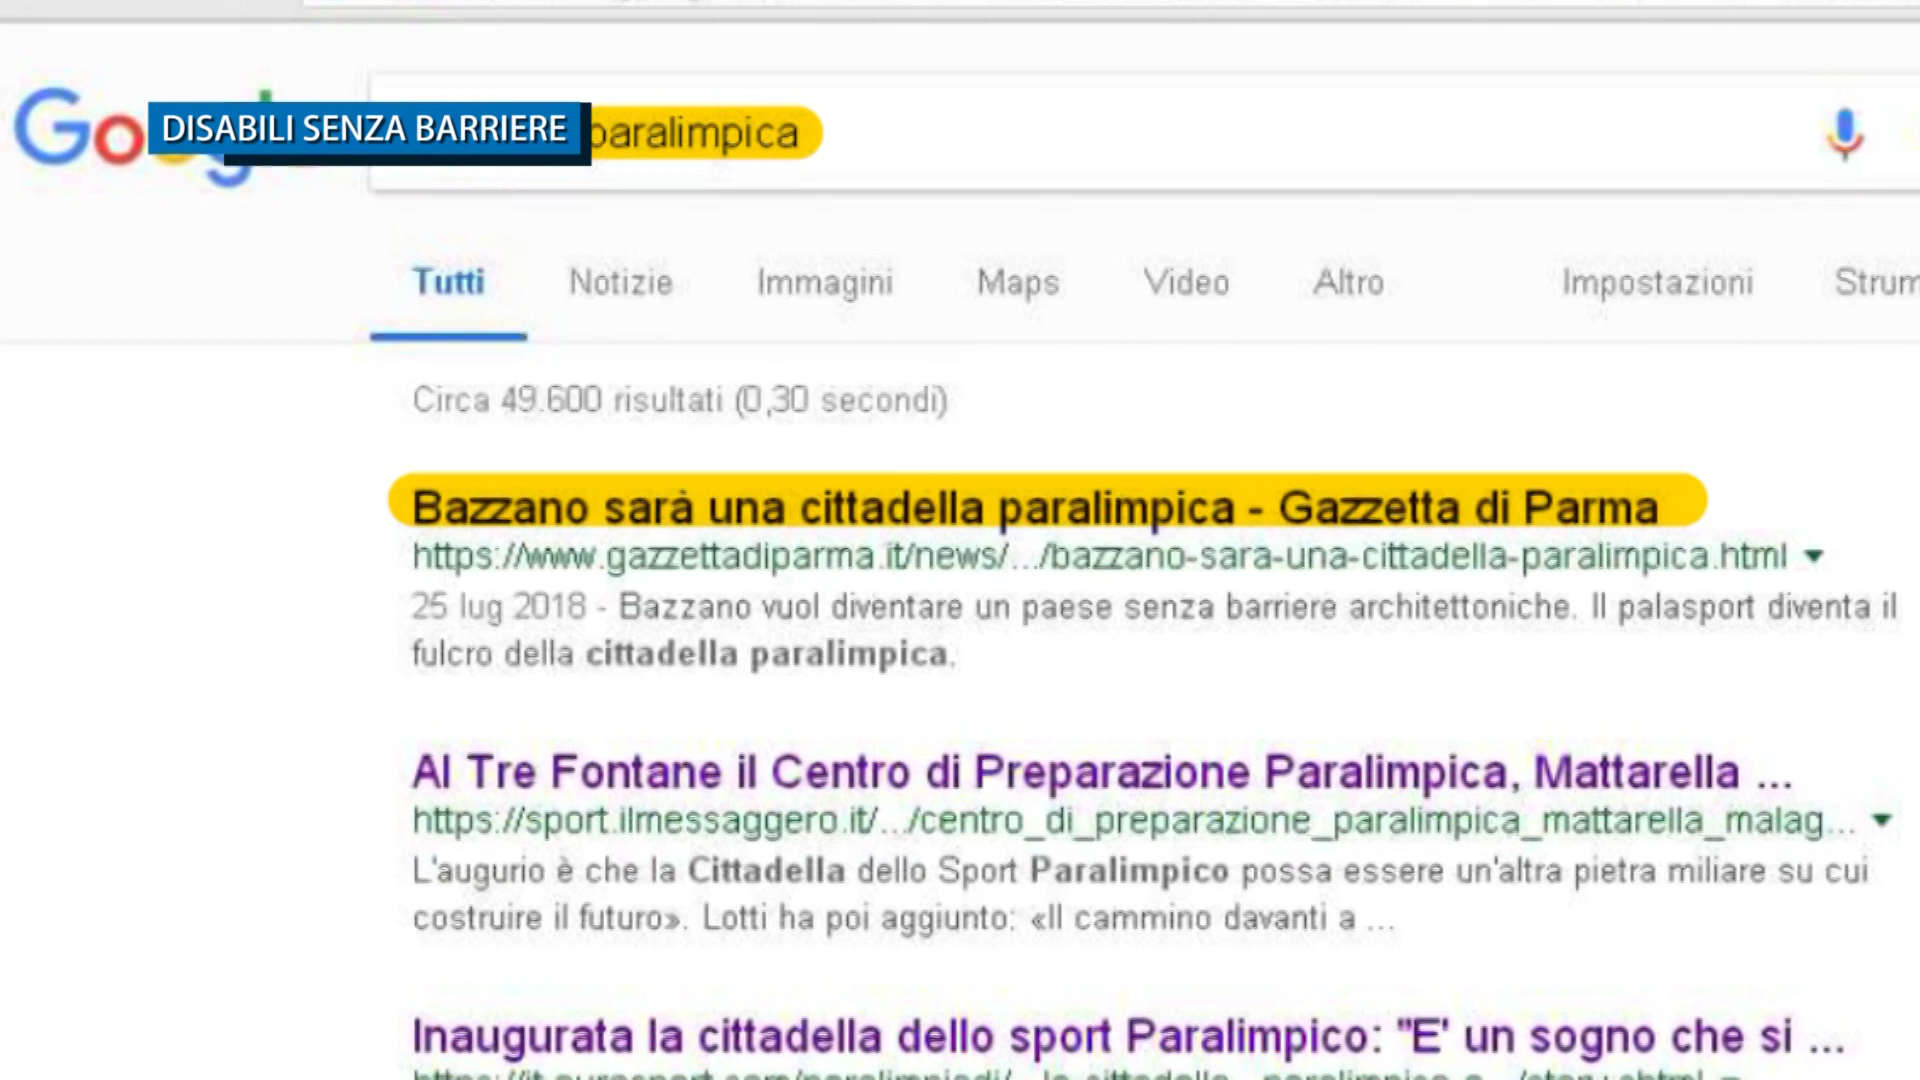 Go
DISABILI SENZA BARRIERE
paralimpica
Tutti Notizie Immagini Maps Video Altro Impostazioni Strum
Circa 49.600 risultati (0,30 secondi)
Bazzano sarà una cittadella paralimpica - Gazzetta di Parma
https://www.gazzettadiparma.it/news/.../bazzano-sara-una-cittadella-paralimpica.html
25 lug 2018 - Bazzano vuol diventare un paese senza barriere architettoniche. Il palasport diventa il
fulcro della cittadella paralimpica.
Al Tre Fontane il Centro di Preparazione Paralimpica, Mattarella ...
https://sport.ilmessaggero.it/.../centro_di_preparazione_paralimpica_mattarella_malag...
L'augurio è che la Cittadella dello Sport Paralimpico possa essere un'altra pietra miliare su cui
costruire il futuro». Lotti ha poi aggiunto: «Il cammino davanti a ...
Inaugurata la cittadella dello sport Paralimpico: "E' un sogno che si ...